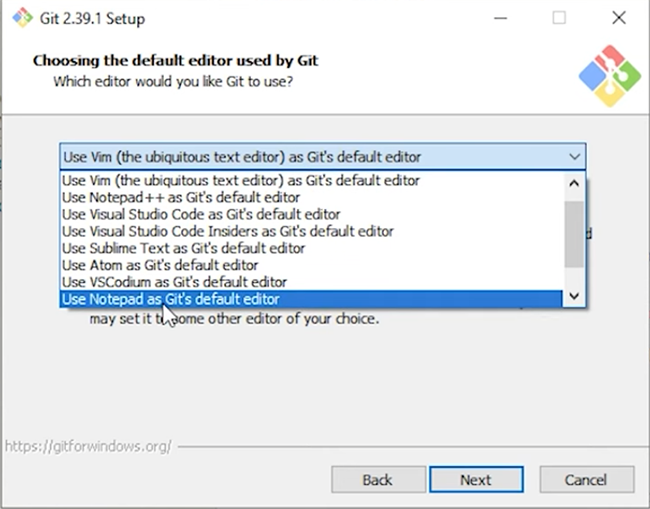 Git 2.39.1 Setup
Choosing the default editor used by Git
Which editor would you like Git to use?
Use Vim (the ubiquitous text editor) as Git's default editor
Use Vim (the ubiquitous text editor) as Git's default editor
Use Notepad++ as Git's default editor
Use Visual Studio Code as Git's default editor
Use Visual Studio Code Insiders as Git's default editor
Use Sublime Text as Git's default editor
Use Atom as Git's default editor
Use VSCodium as Git's default editor
Use Notepad as Git's default editor
may set it to some other editor of your choice.
https://gitforwindows.org/
Back Next Cancel